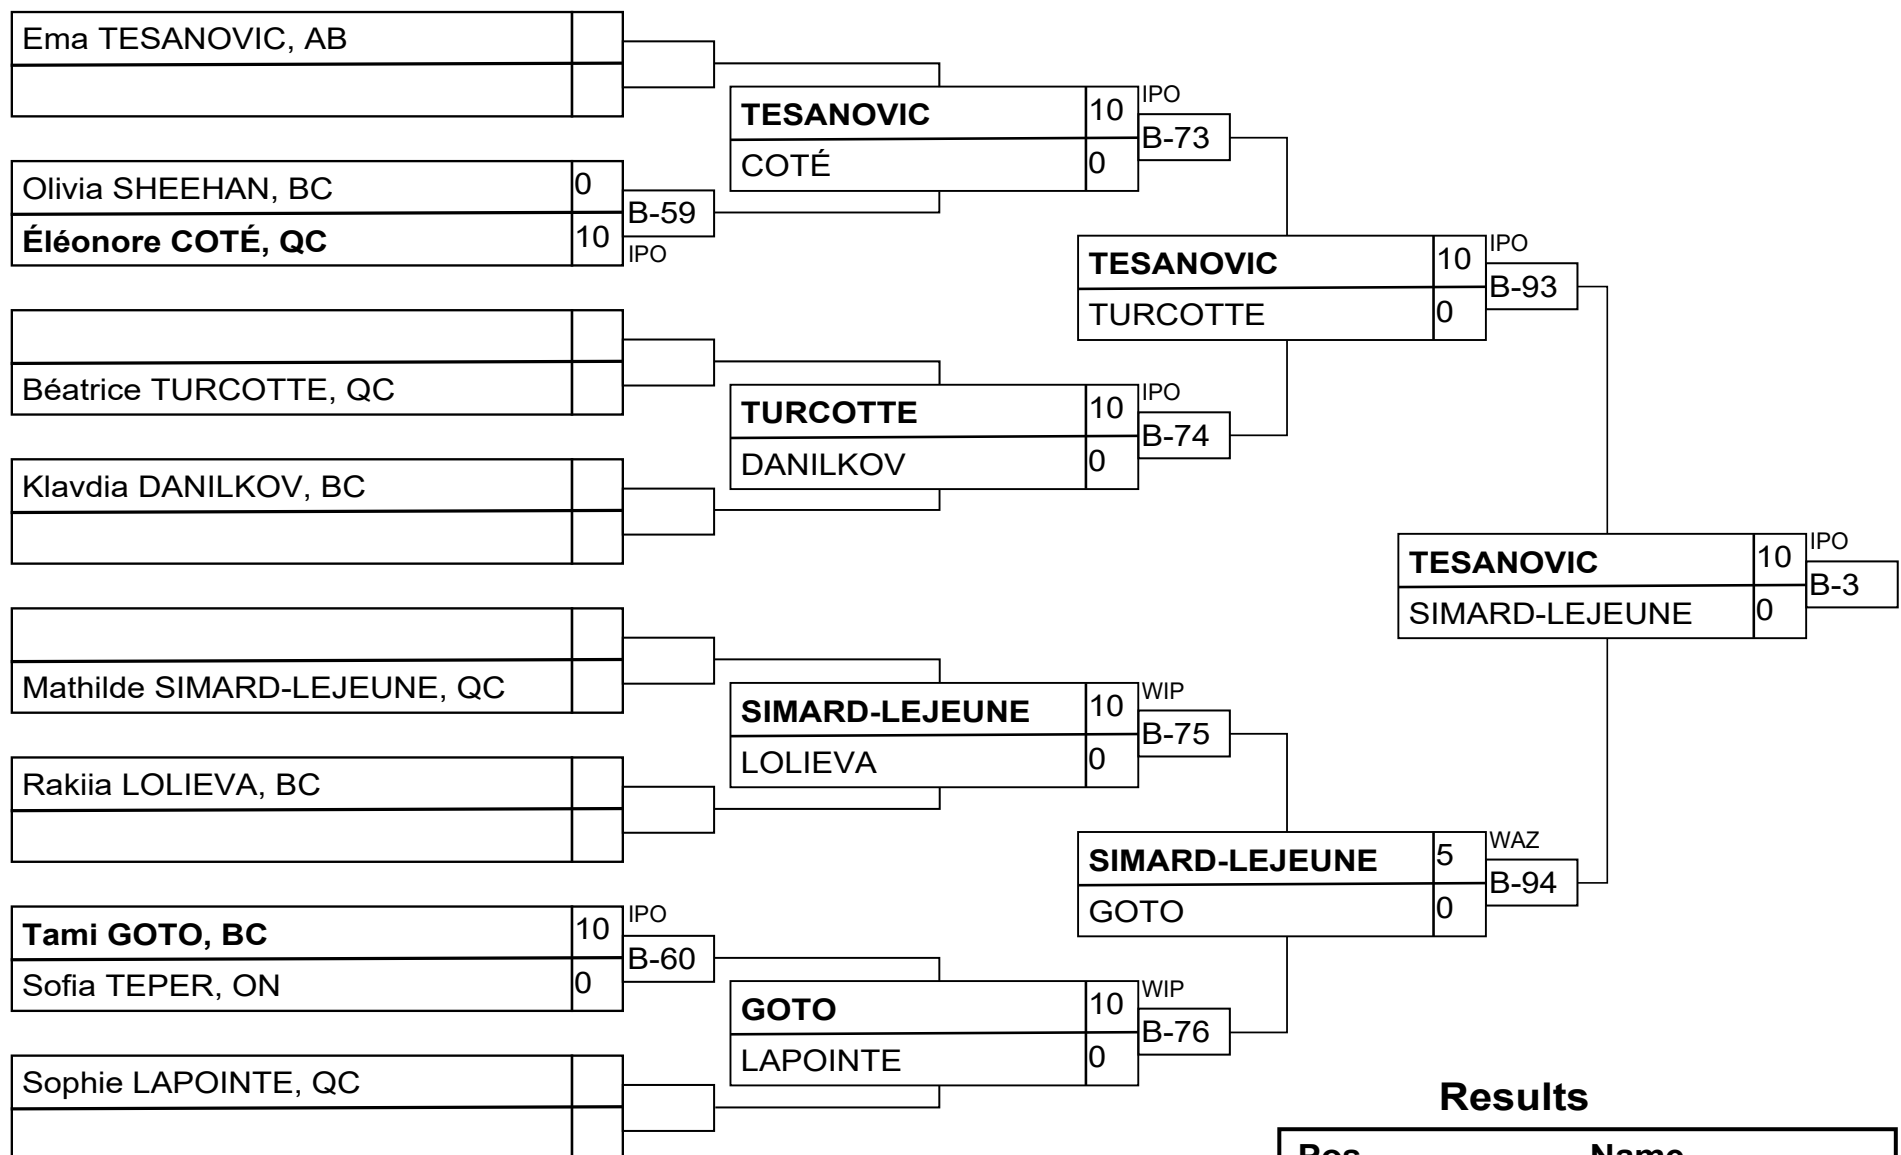 Ema TESANOVIC, AB
Olivia SHEEHAN, BC 0
B-59
Éléonore COTÉ, QC 10
IPO
Béatrice TURCOTTE, QC
Klavdia DANILKOV, BC
Mathilde SIMARD-LEJEUNE, QC
Rakiia LOLIEVA, BC
Tami GOTO, BC 10
IPO
B-60
Sofia TEPER, ON 0
Sophie LAPOINTE, QC
TESANOVIC 10
IPO
B-73
COTÉ 0
TURCOTTE 10
IPO
B-74
DANILKOV 0
SIMARD-LEJEUNE 10
WIP
B-75
LOLIEVA 0
GOTO 10
WIP
B-76
LAPOINTE 0
TESANOVIC 10
IPO
B-93
TURCOTTE 0
SIMARD-LEJEUNE 5
WAZ
B-94
GOTO 0
TESANOVIC 10
IPO
B-3
SIMARD-LEJEUNE 0
Results
Pos Name